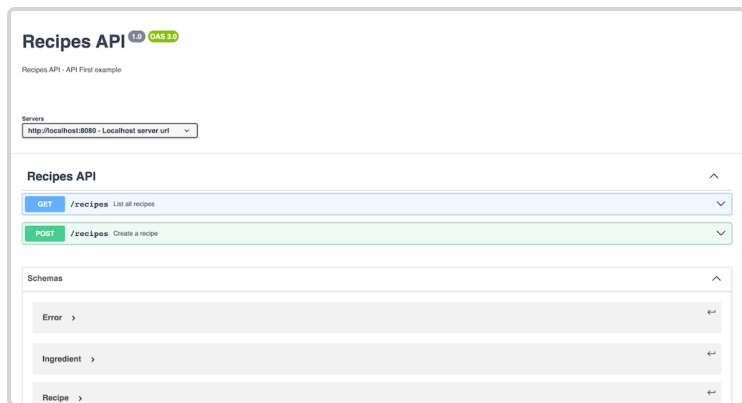 Recipes API 1.0 OAS 3.0
Recipes API - API First example
Servers
http://localhost:8080 - Localhost server url
Recipes API
GET /recipes List all recipes
POST /recipes Create a recipe
Schemas
Error
Ingredient
Recipe